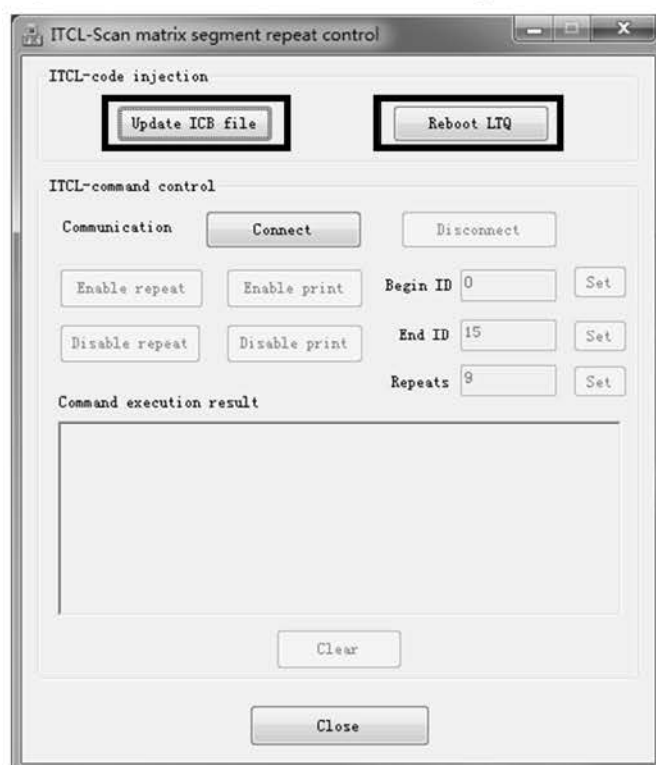 ITCL-Scan matrix segment repeat control
ITCL-code injection
Update ICB file
Reboot LTQ
ITCL-command control
Communication
Connect
Disconnect
Enable repeat
Enable print
Begin ID 0
Set
Disable repeat
Disable print
End ID 15
Set
Repeats 9
Set
Command execution result
Clear
Close